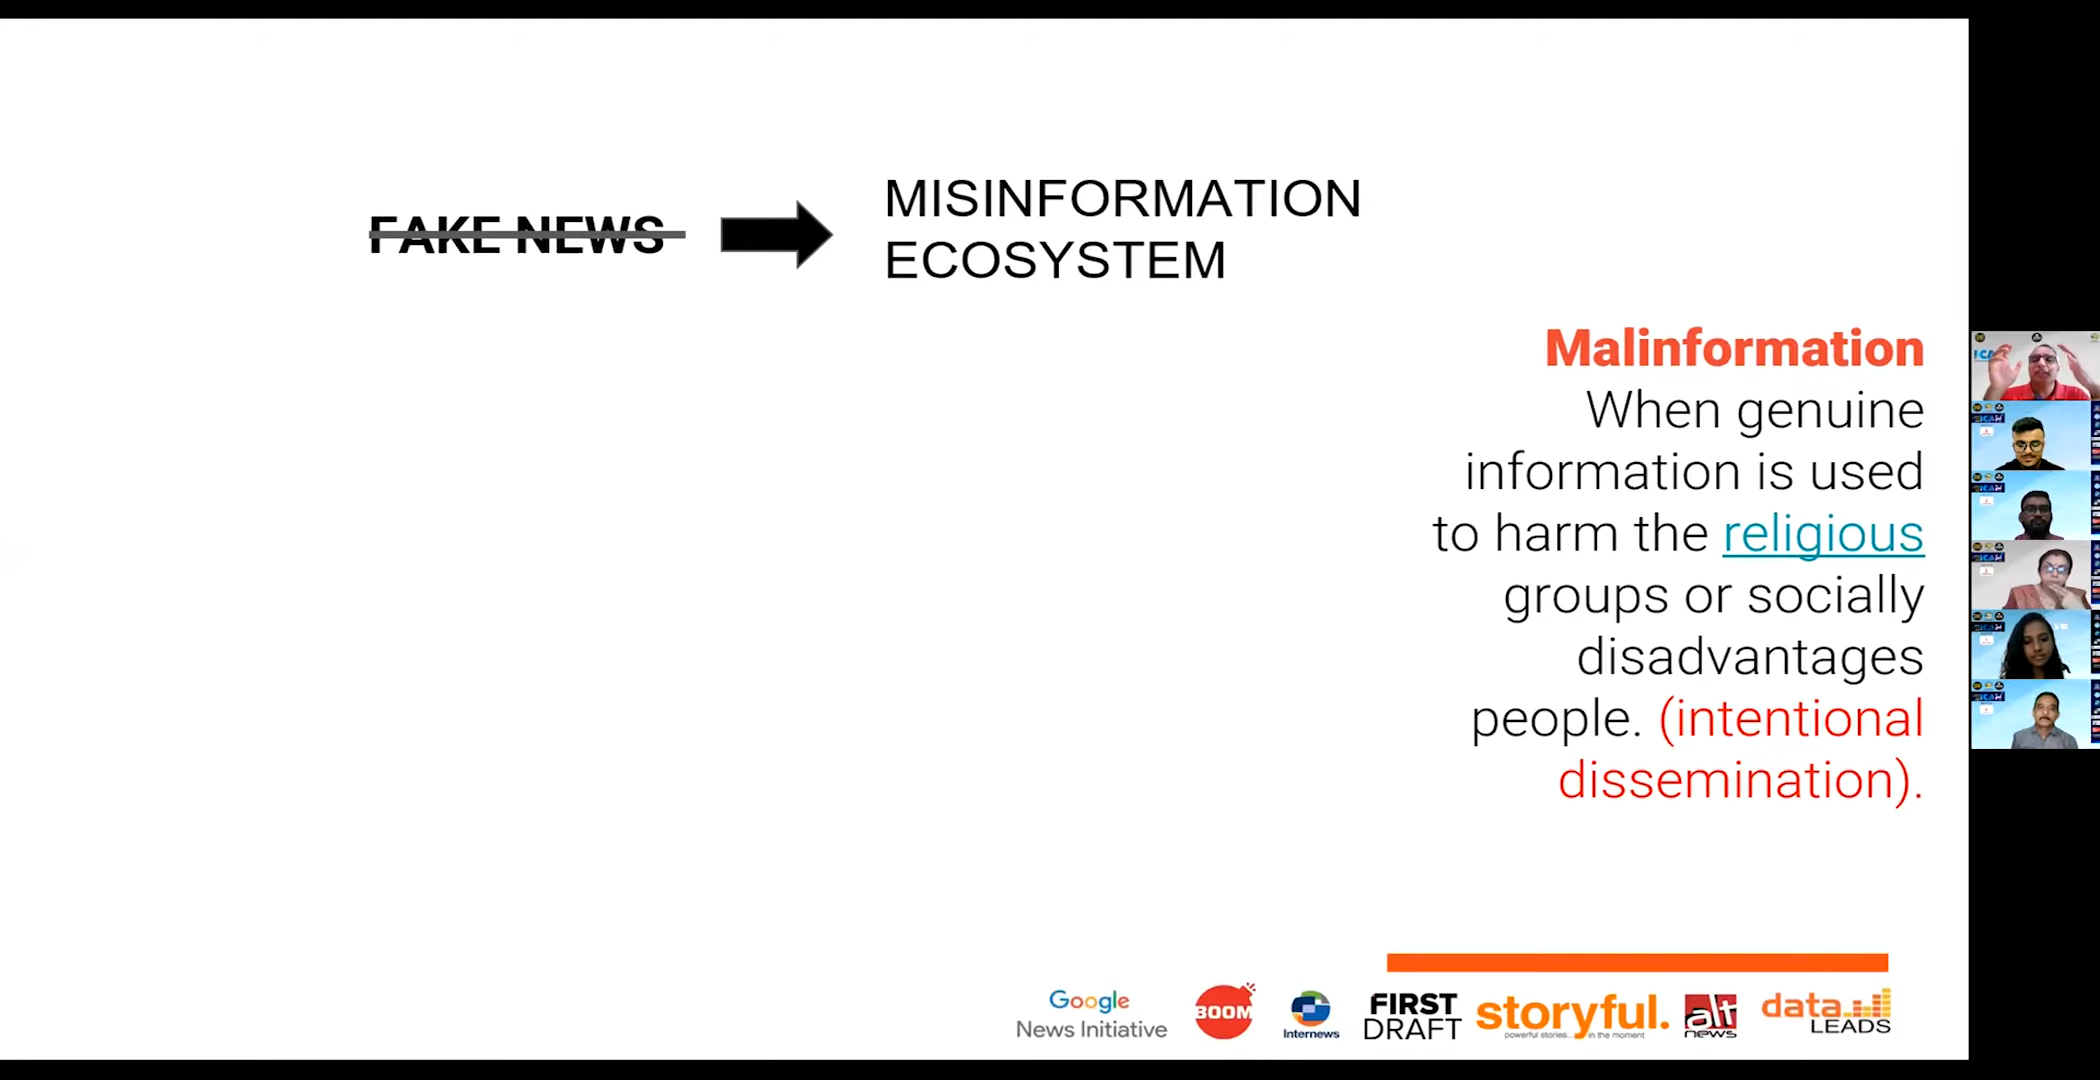 FAKE NEWS
MISINFORMATION
ECOSYSTEM
Malinformation
When genuine
information is used
to harm the religious
groups or socially
disadvantages
people. (intentional
dissemination).
Google
News Initiative
BOOM
Internews
FIRST
DRAFT
storyful.
powerful stories... in the moment
alt
news
data
LEADS